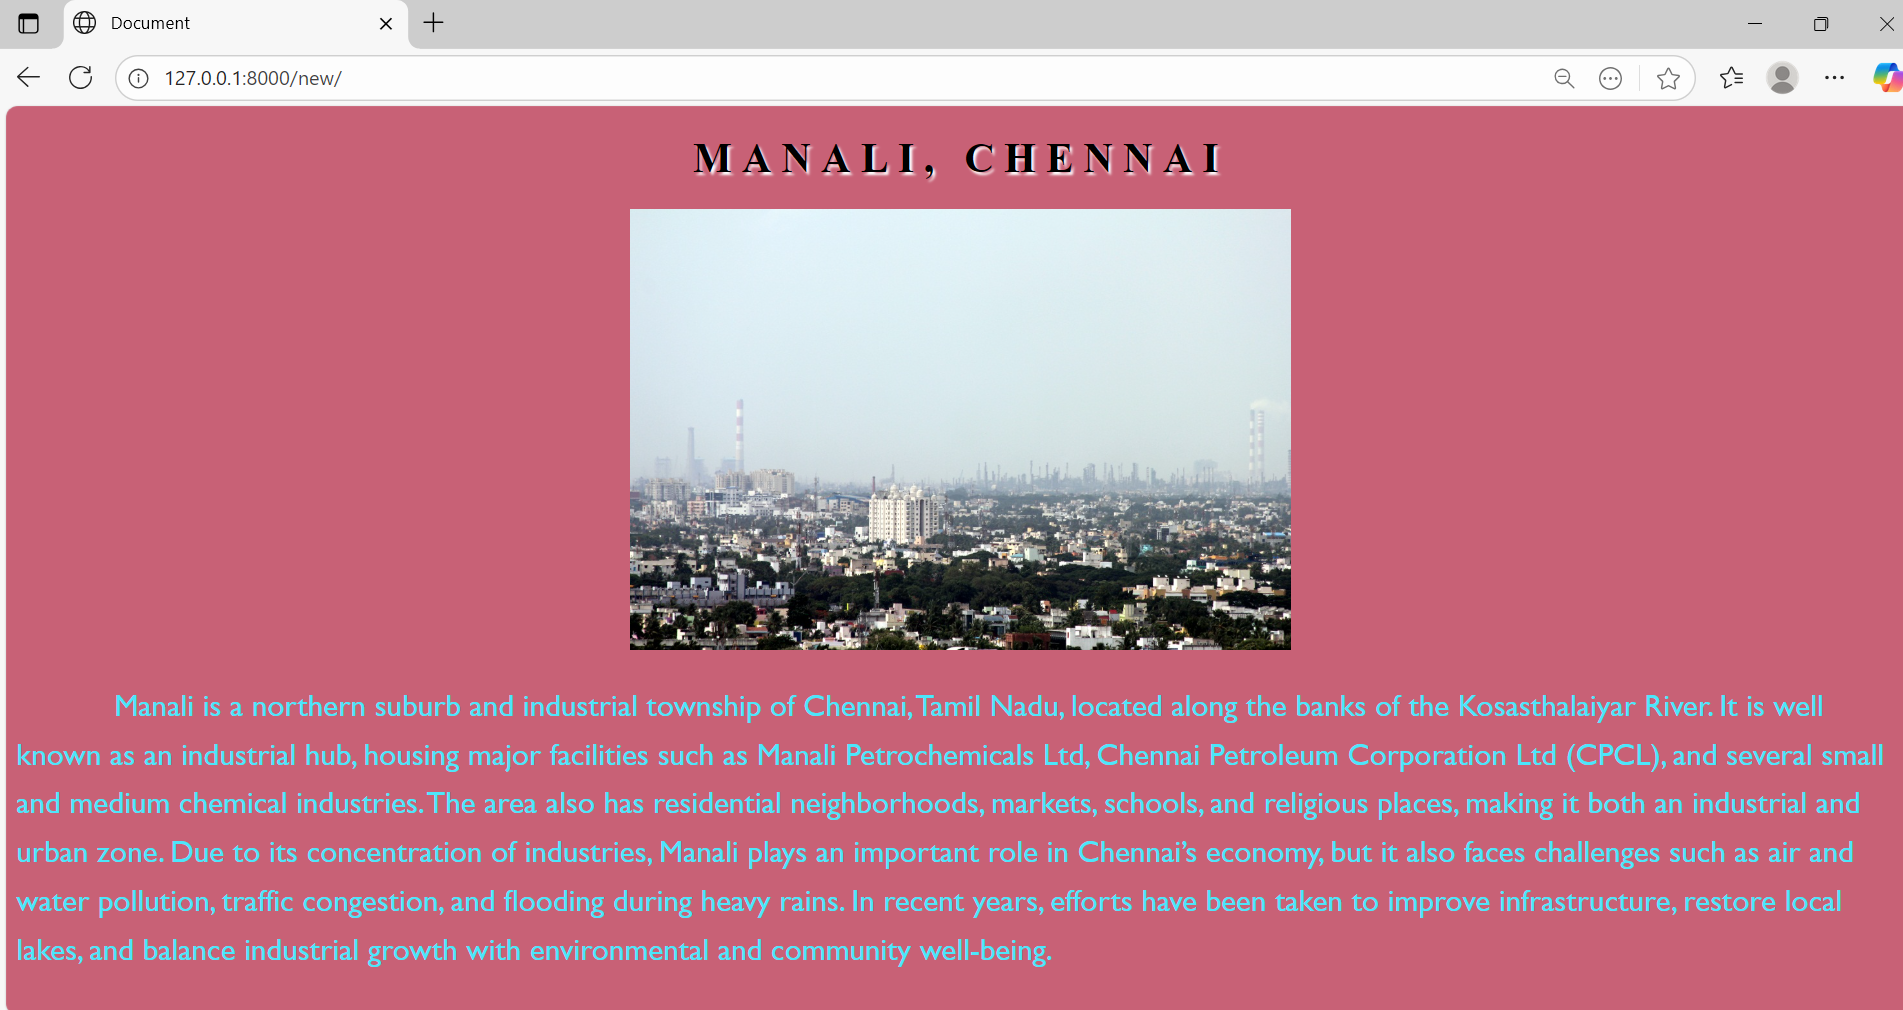 Document
127.0.0.1:8000/new/
MANALI, CHENNAI
Manali is a northern suburb and industrial township of Chennai, Tamil Nadu, located along the banks of the Kosasthalaiyar River. It is well
known as an industrial hub, housing major facilities such as Manali Petrochemicals Ltd, Chennai Petroleum Corporation Ltd (CPCL), and several small
and medium chemical industries. The area also has residential neighborhoods, markets, schools, and religious places, making it both an industrial and
urban zone. Due to its concentration of industries, Manali plays an important role in Chennai’s economy, but it also faces challenges such as air and
water pollution, traffic congestion, and flooding during heavy rains. In recent years, efforts have been taken to improve infrastructure, restore local
lakes, and balance industrial growth with environmental and community well-being.